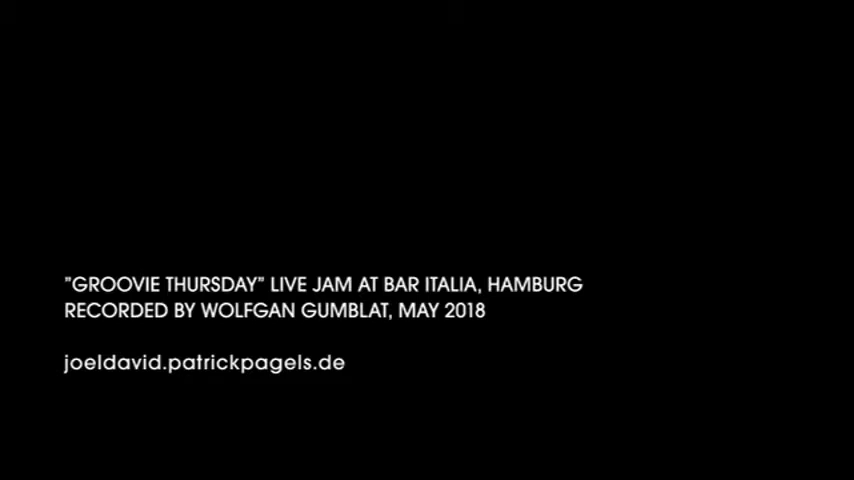 ”GROOVIE THURSDAY” LIVE JAM AT BAR ITALIA, HAMBURG
RECORDED BY WOLFGAN GUMBLAT, MAY 2018
joeldavid.patrickpagels.de